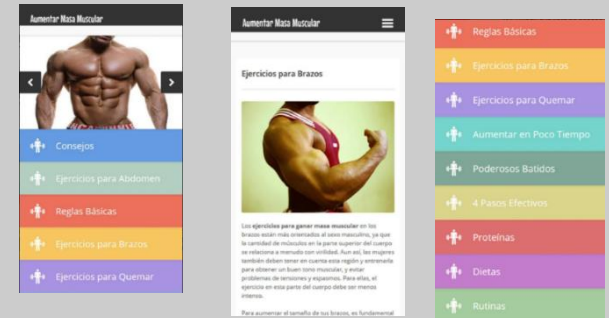 Aumentar Masa Muscular
Consejos
Ejercicios para Abdomen
Reglas Básicas
Ejercicios para Brazos
Ejercicios para Quemar
Aumentar Masa Muscular
Ejercicios para Brazos
Los ejercicios para ganar masa muscular en los
brazos están más orientados al sexo masculino, ya que
la cantidad de músculos en la parte superior del cuerpo
se relaciona a menudo con virilidad. Aun así, las mujeres
también deben tener en cuenta esta región y entrenarla
para obtener un buen tono muscular, y evitar
problemas de tensiones y espasmos. Para ellas, el
ejercicio en esta parte del cuerpo debe ser menos
intenso.
Para aumentar el tamaño de tus brazos, es fundamental
Reglas Básicas
Ejercicios para Brazos
Ejercicios para Quemar
Aumentar en Poco Tiempo
Poderosos Batidos
4 Pasos Efectivos
Proteínas
Dietas
Rutinas